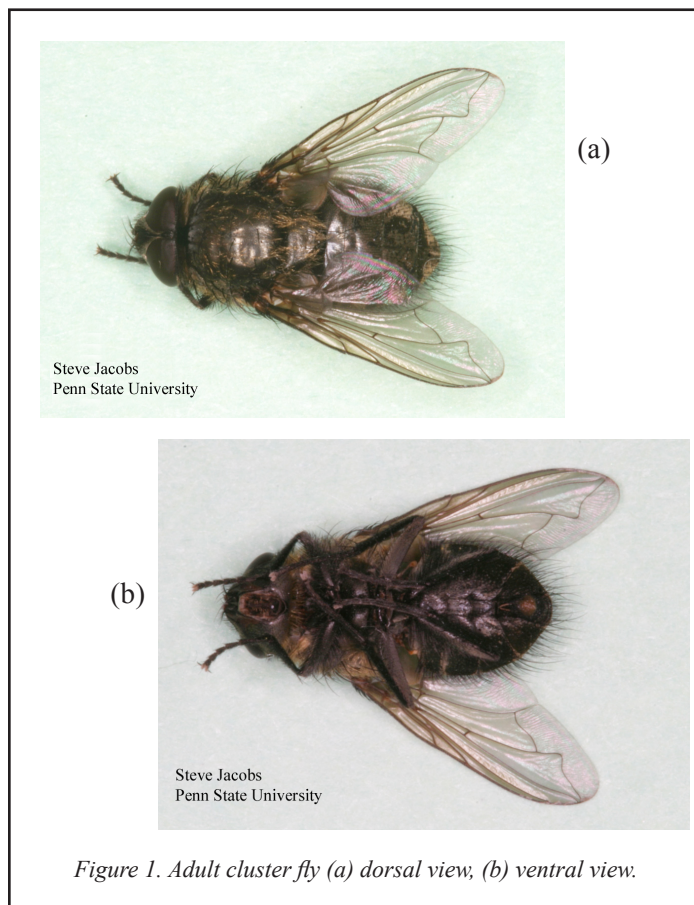 (a)
Steve Jacobs
Penn State University
(b)
Steve Jacobs
Penn State University
Figure 1. Adult cluster fly (a) dorsal view, (b) ventral view.